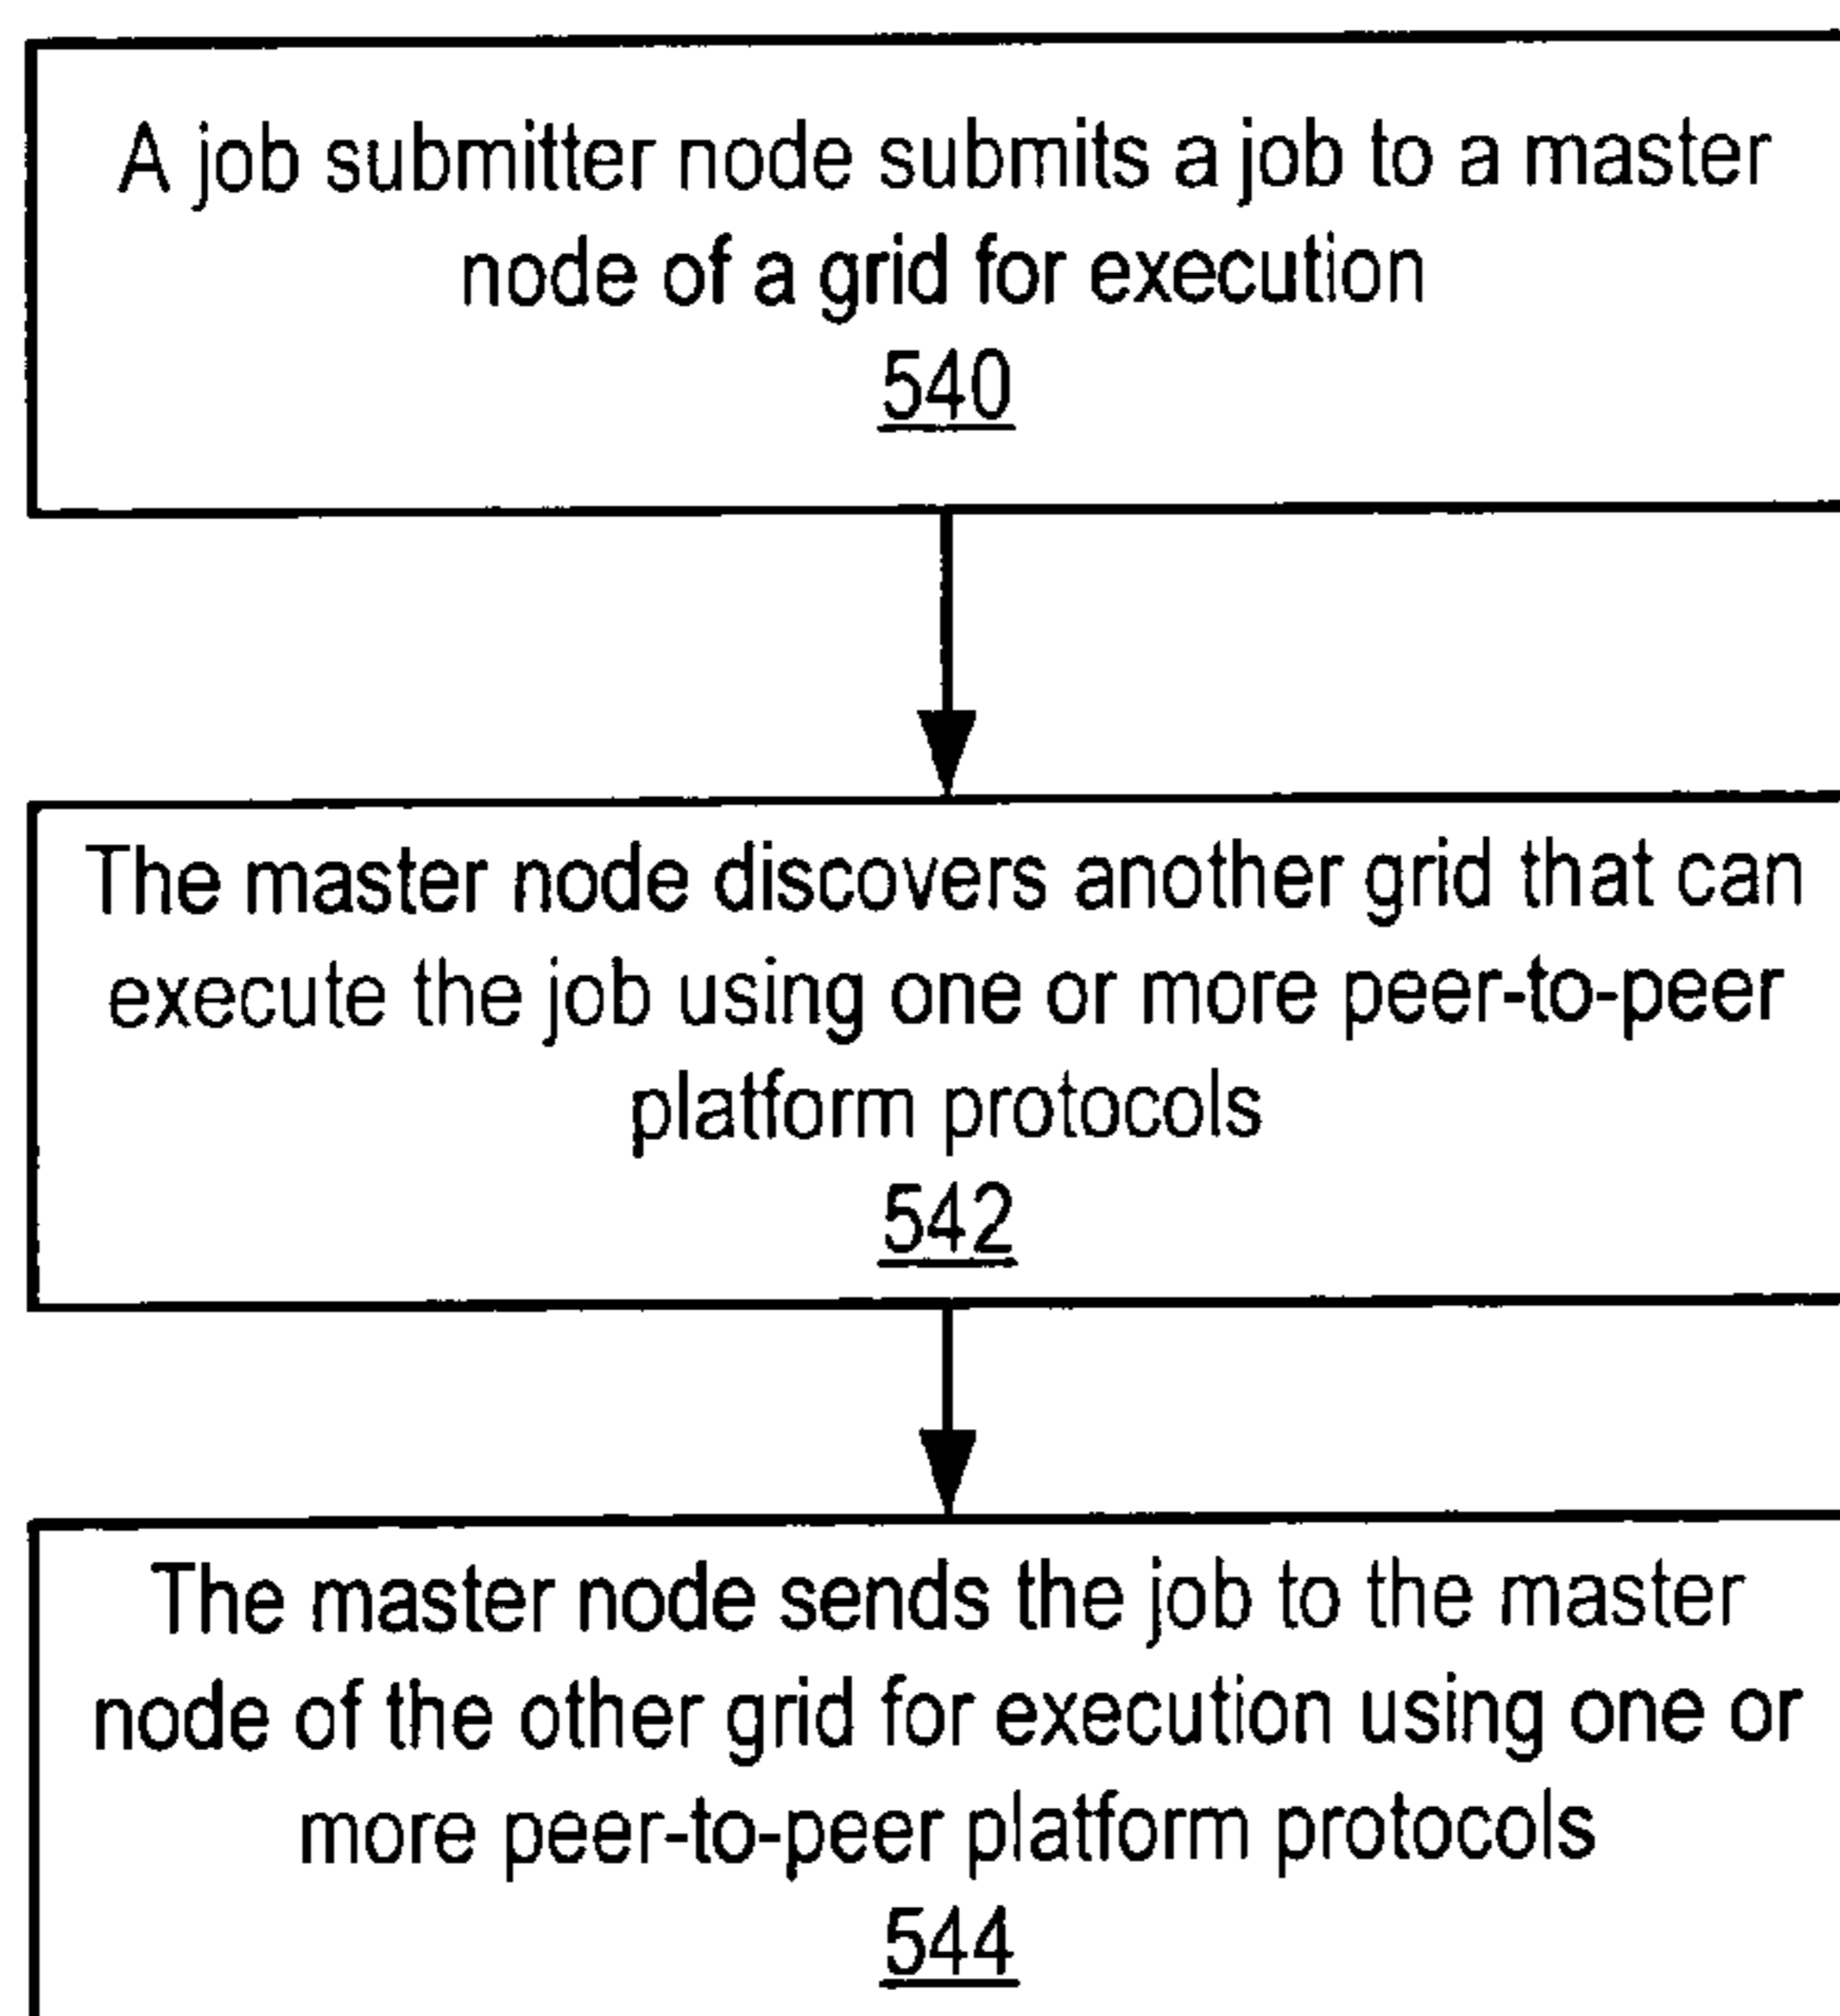 A job submitter node submits a job to a master
node of a grid for execution
540
The master node discovers another grid that can
execute the job using one or more peer-to-peer
platform protocols
542
The master node sends the job to the master
node of the other grid for execution using one or
more peer-to-peer platform protocols
544